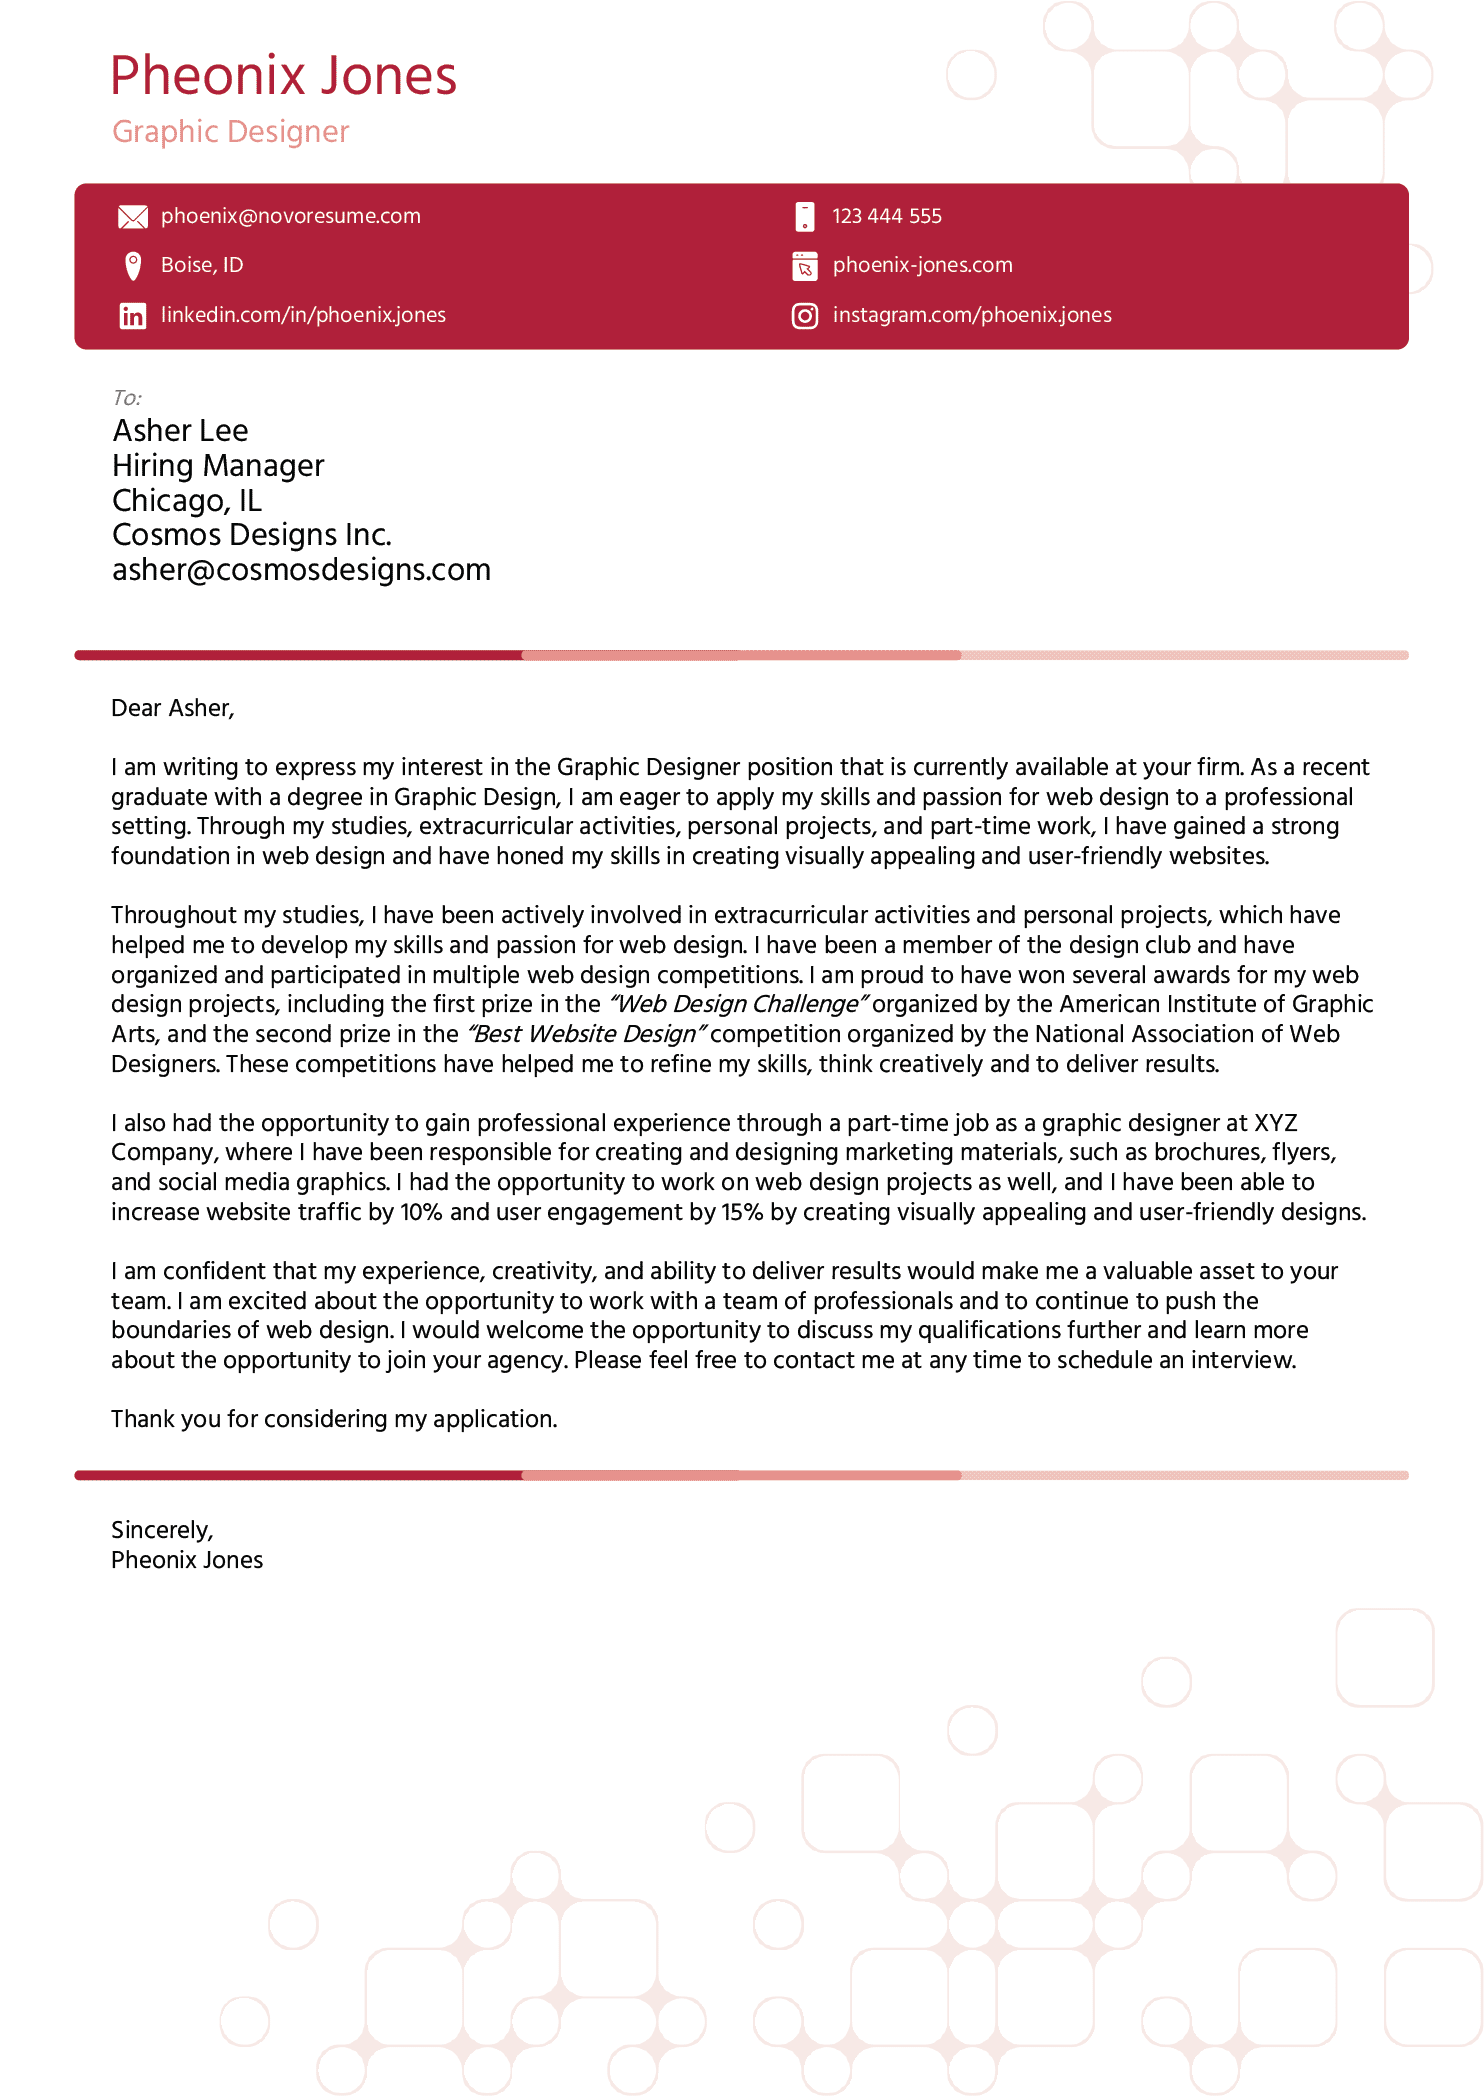 Pheonix Jones
Graphic Designer
phoenix@novoresume.com
123 444 555
Boise, ID
phoenix-jones.com
linkedin.com/in/phoenix.jones
instagram.com/phoenix.jones
To:
Asher Lee
Hiring Manager
Chicago, IL
Cosmos Designs Inc.
asher@cosmosdesigns.com
Dear Asher,
I am writing to express my interest in the Graphic Designer position that is currently available at your firm. As a recent
graduate with a degree in Graphic Design, I am eager to apply my skills and passion for web design to a professional
setting. Through my studies, extracurricular activities, personal projects, and part-time work, I have gained a strong
foundation in web design and have honed my skills in creating visually appealing and user-friendly websites.
Throughout my studies, I have been actively involved in extracurricular activities and personal projects, which have
helped me to develop my skills and passion for web design. I have been a member of the design club and have
organized and participated in multiple web design competitions. I am proud to have won several awards for my web
design projects, including the first prize in the “Web Design Challenge” organized by the American Institute of Graphic
Arts, and the second prize in the “Best Website Design” competition organized by the National Association of Web
Designers. These competitions have helped me to refine my skills, think creatively and to deliver results.
I also had the opportunity to gain professional experience through a part-time job as a graphic designer at XYZ
Company, where I have been responsible for creating and designing marketing materials, such as brochures, flyers,
and social media graphics. I had the opportunity to work on web design projects as well, and I have been able to
increase website traffic by 10% and user engagement by 15% by creating visually appealing and user-friendly designs.
I am confident that my experience, creativity, and ability to deliver results would make me a valuable asset to your
team. I am excited about the opportunity to work with a team of professionals and to continue to push the
boundaries of web design. I would welcome the opportunity to discuss my qualifications further and learn more
about the opportunity to join your agency. Please feel free to contact me at any time to schedule an interview.
Thank you for considering my application.
Sincerely,
Pheonix Jones